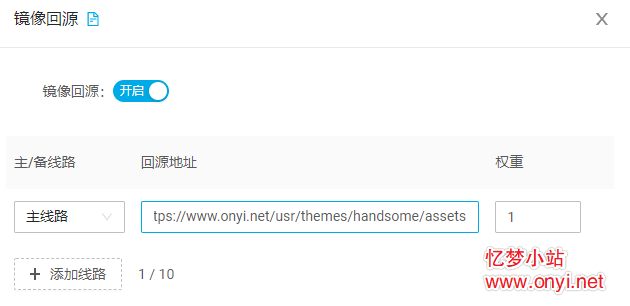 镜像回源
镜像回源： 开启
主/备线路 回源地址 权重
主线路 tps://www.onyi.net/usr/themes/handsome/assets 1
+ 添加线路 1 / 10
忆梦小站
www.onyi.net